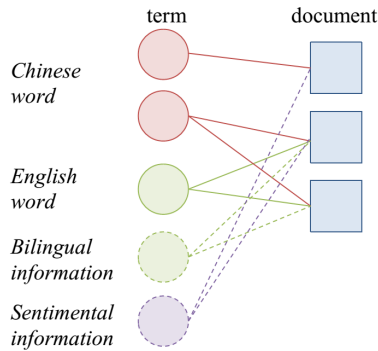 term
document
Chinese
word
English
word
Bilingual
information
Sentimental
information